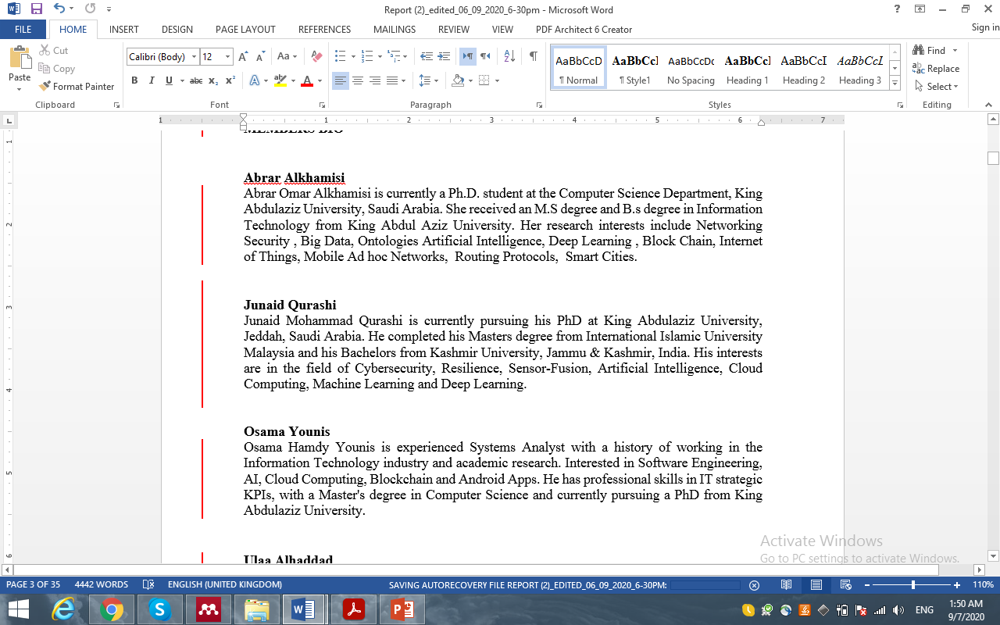 Report (2)_edited_06_09_2020_6-30pm - Microsoft Word
FILE HOME INSERT DESIGN PAGE LAYOUT REFERENCES MAILINGS REVIEW VIEW PDF Architect 6 Creator Sign in
Paste
Cut
Copy
Format Painter
Clipboard
Calibri (Body) 12
Font
Paragraph
AaBbCcD AaBbCcl AaBbCcDc AaBbCcl AaBbCcI AaBbCcL
¶ Normal ¶ Style1 No Spacing Heading 1 Heading 2 Heading 3
Styles
Find
Replace
Select
Editing
1 1 2 3 4 5 6 7
MEMBERS BIO
Abrar Alkhamisi
Abrar Omar Alkhamisi is currently a Ph.D. student at the Computer Science Department, King
Abdulaziz University, Saudi Arabia. She received an M.S degree and B.s degree in Information
Technology from King Abdul Aziz University. Her research interests include Networking
Security , Big Data, Ontologies Artificial Intelligence, Deep Learning , Block Chain, Internet
of Things, Mobile Ad hoc Networks,  Routing Protocols,  Smart Cities.
Junaid Qurashi
Junaid Mohammad Qurashi is currently pursuing his PhD at King Abdulaziz University,
Jeddah, Saudi Arabia. He completed his Masters degree from International Islamic University
Malaysia and his Bachelors from Kashmir University, Jammu & Kashmir, India. His interests
are in the field of Cybersecurity, Resilience, Sensor-Fusion, Artificial Intelligence, Cloud
Computing, Machine Learning and Deep Learning.
Osama Younis
Osama Hamdy Younis is experienced Systems Analyst with a history of working in the
Information Technology industry and academic research. Interested in Software Engineering,
AI, Cloud Computing, Blockchain and Android Apps. He has professional skills in IT strategic
KPIs, with a Master's degree in Computer Science and currently pursuing a PhD from King
Abdulaziz University.
Ulaa Alhaddad
Activate Windows
Go to PC settings to activate Windows.
PAGE 3 OF 35 4442 WORDS ENGLISH (UNITED KINGDOM) SAVING AUTORECOVERY FILE REPORT (2)_EDITED_06_09_2020_6-30PM: 110%
ENG
1:50 AM
9/7/2020